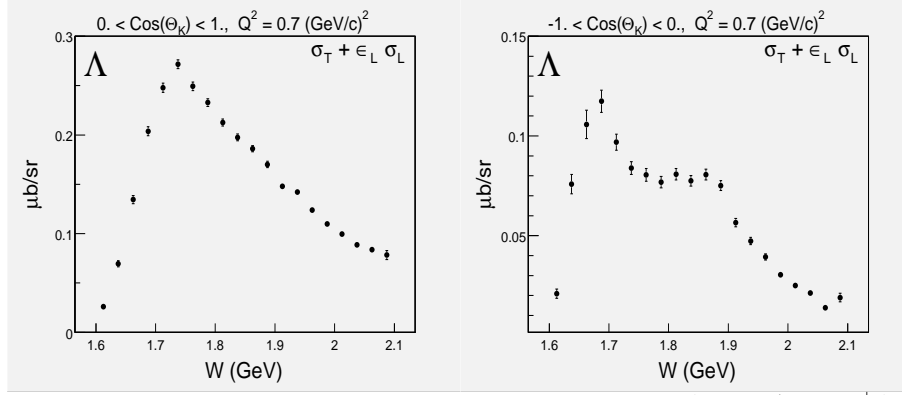 0. < Cos(Θ_K) < 1., Q² = 0.7 (GeV/c)²
Λ
σ_T + ϵ_L σ_L
0.3
0.2
0.1
0
μb/sr
1.6 1.7 1.8 1.9 2 2.1
W (GeV)
-1. < Cos(Θ_K) < 0., Q² = 0.7 (GeV/c)²
Λ
σ_T + ϵ_L σ_L
0.15
0.1
0.05
μb/sr
1.6 1.7 1.8 1.9 2 2.1
W (GeV)